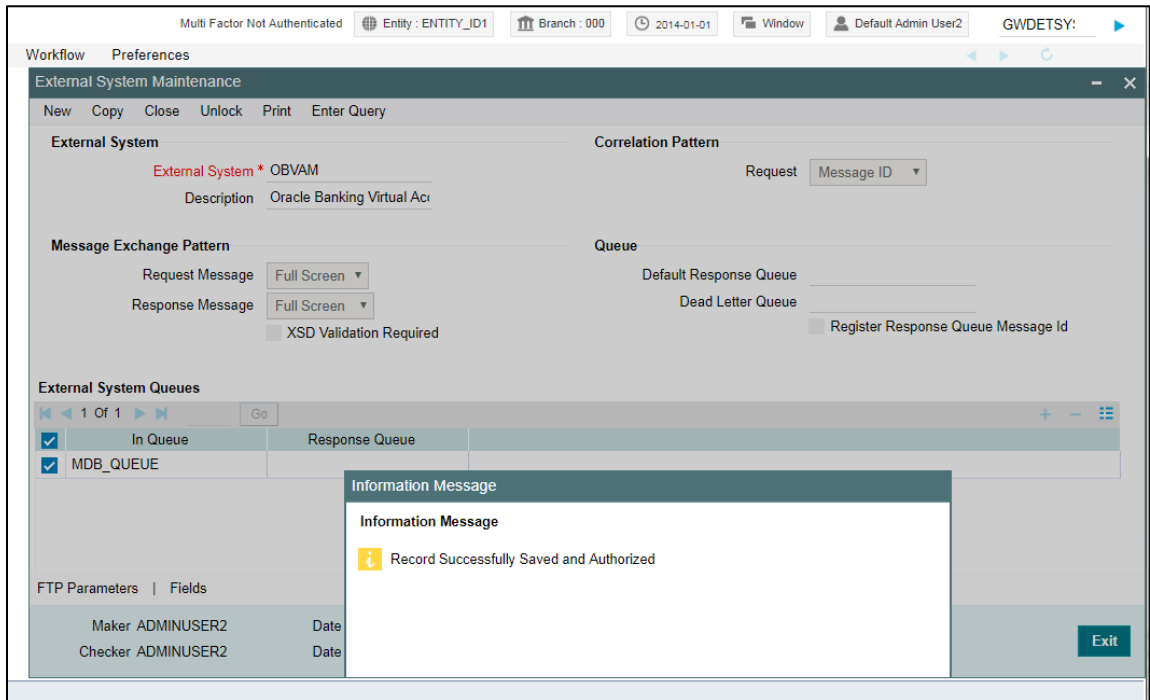 Multi Factor Not Authenticated Entity : ENTITY_ID1 Branch : 000 2014-01-01 Window Default Admin User2 GWDETSY
Workflow Preferences
External System Maintenance
New Copy Close Unlock Print Enter Query
External System Correlation Pattern
External System * OBVAM Request Message ID
Description Oracle Banking Virtual Acc
Message Exchange Pattern Queue
Request Message Full Screen Default Response Queue
Response Message Full Screen Dead Letter Queue
XSD Validation Required Register Response Queue Message Id
External System Queues
1 Of 1 Go
In Queue Response Queue
MDB_QUEUE
Information Message
Information Message
Record Successfully Saved and Authorized
FTP Parameters | Fields
Maker ADMINUSER2 Date
Checker ADMINUSER2 Date
Exit